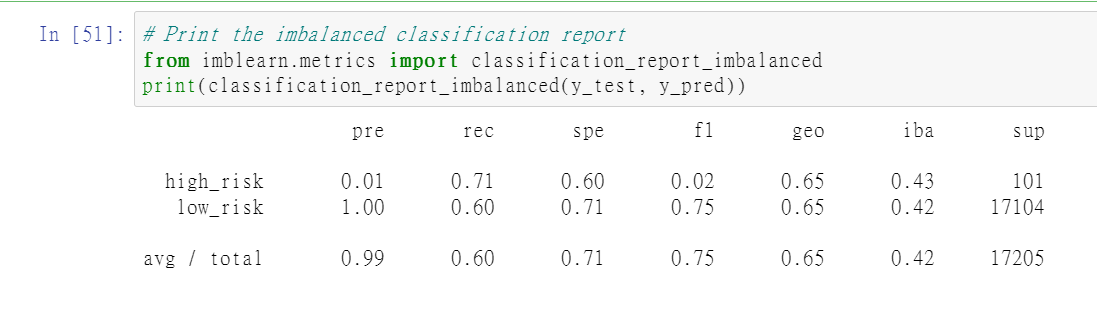 In [51]: # Print the imbalanced classification report
from imblearn.metrics import classification_report_imbalanced
print(classification_report_imbalanced(y_test, y_pred))
pre rec spe f1 geo iba sup
high_risk 0.01 0.71 0.60 0.02 0.65 0.43 101
low_risk 1.00 0.60 0.71 0.75 0.65 0.42 17104
avg / total 0.99 0.60 0.71 0.75 0.65 0.42 17205